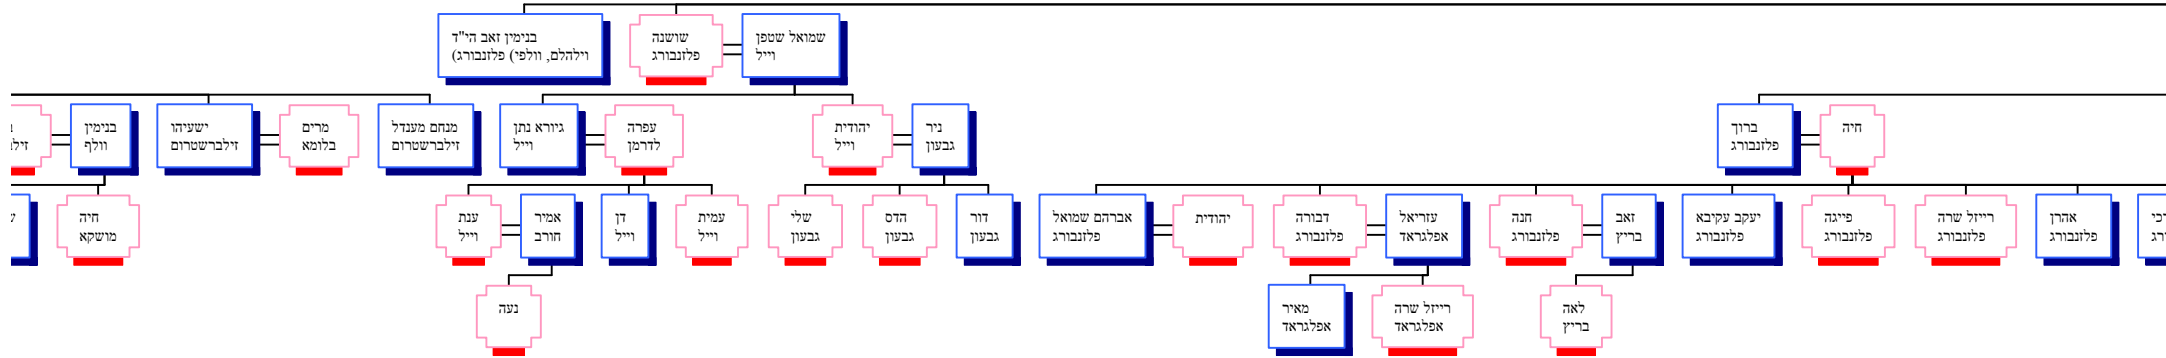 בנימין זאב הי"ד
וילהלם, וולפי) פלזנבורג)
שושנה
פלזנבורג
שמואל שטפן
וייל
בנימין
וולף
ישעיהו
זילברשטרום
מרים
בלומא
מנחם מענדל
זילברשטרום
גיורא נתן
וייל
עפרה
לדרמן
יהודית
וייל
ניר
גבעון
ברוך
פלזנבורג
חיה
חיה
מושקא
ענת
וייל
אמיר
חורב
דן
וייל
עמית
וייל
שלי
גבעון
הדס
גבעון
דור
גבעון
אברהם שמואל
פלזנבורג
יהודית
דבורה
פלזנבורג
עזריאל
אפלגראד
חנה
פלזנבורג
זאב
בריץ
יעקב עקיבא
פלזנבורג
פייגה
פלזנבורג
רייזל שרה
פלזנבורג
אהרן
פלזנבורג
נעה
מאיר
אפלגראד
רייזל שרה
אפלגראד
לאה
בריץ